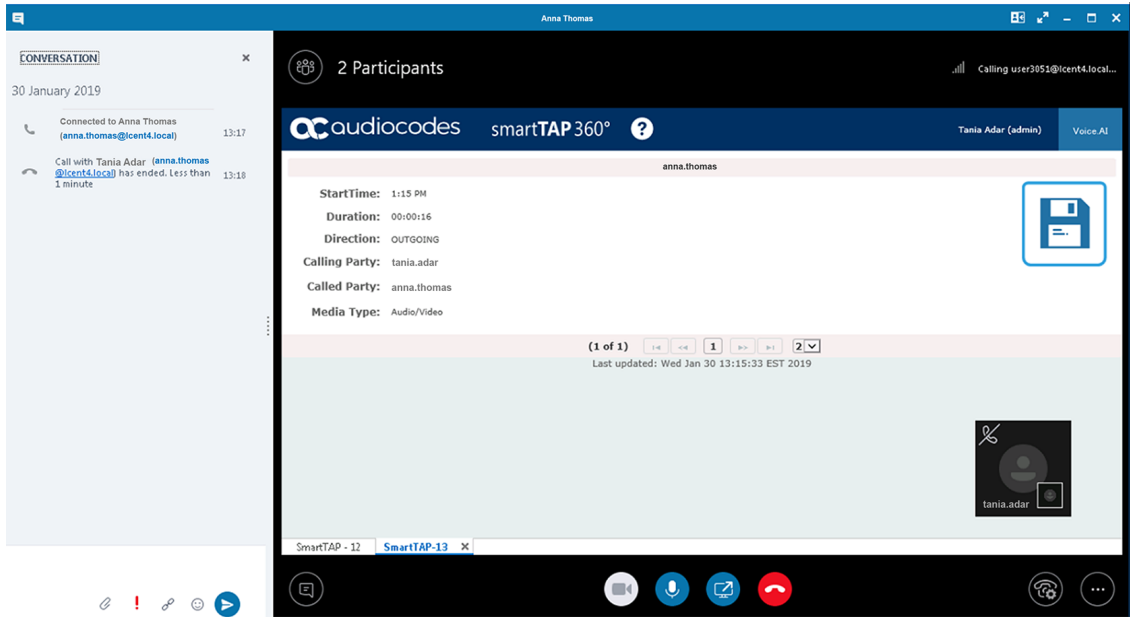 Anna Thomas
CONVERSATION
30 January 2019
Connected to Anna Thomas
(anna.thomas@lcent4.local)
13:17
Call with Tania Adar (anna.thomas
@lcent4.local) has ended. Less than
1 minute
13:18
2 Participants
Calling user3051@lcent4.local...
audiocodes
smartTAP 360°
?
Tania Adar (admin)
Voice.AI
anna.thomas
StartTime: 1:15 PM
Duration: 00:00:16
Direction: OUTGOING
Calling Party: tania.adar
Called Party: anna.thomas
Media Type: Audio/Video
(1 of 1) 1 2
Last updated: Wed Jan 30 13:15:33 EST 2019
tania.adar
SmartTAP - 12
SmartTAP-13